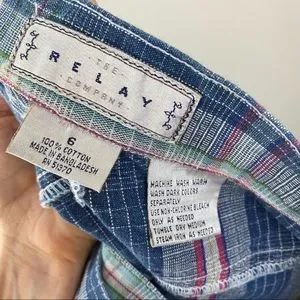 THE
RELAY
COMPANY
6
100% COTTON
MADE IN BANGLADESH
RN 51270
MACHINE WASH WARM
WASH DARK COLORS
SEPARATELY
USE NON-CHLORINE BLEACH
ONLY AS NEEDED
TUMBLE DRY MEDIUM
STEAM IRON AS NEEDED